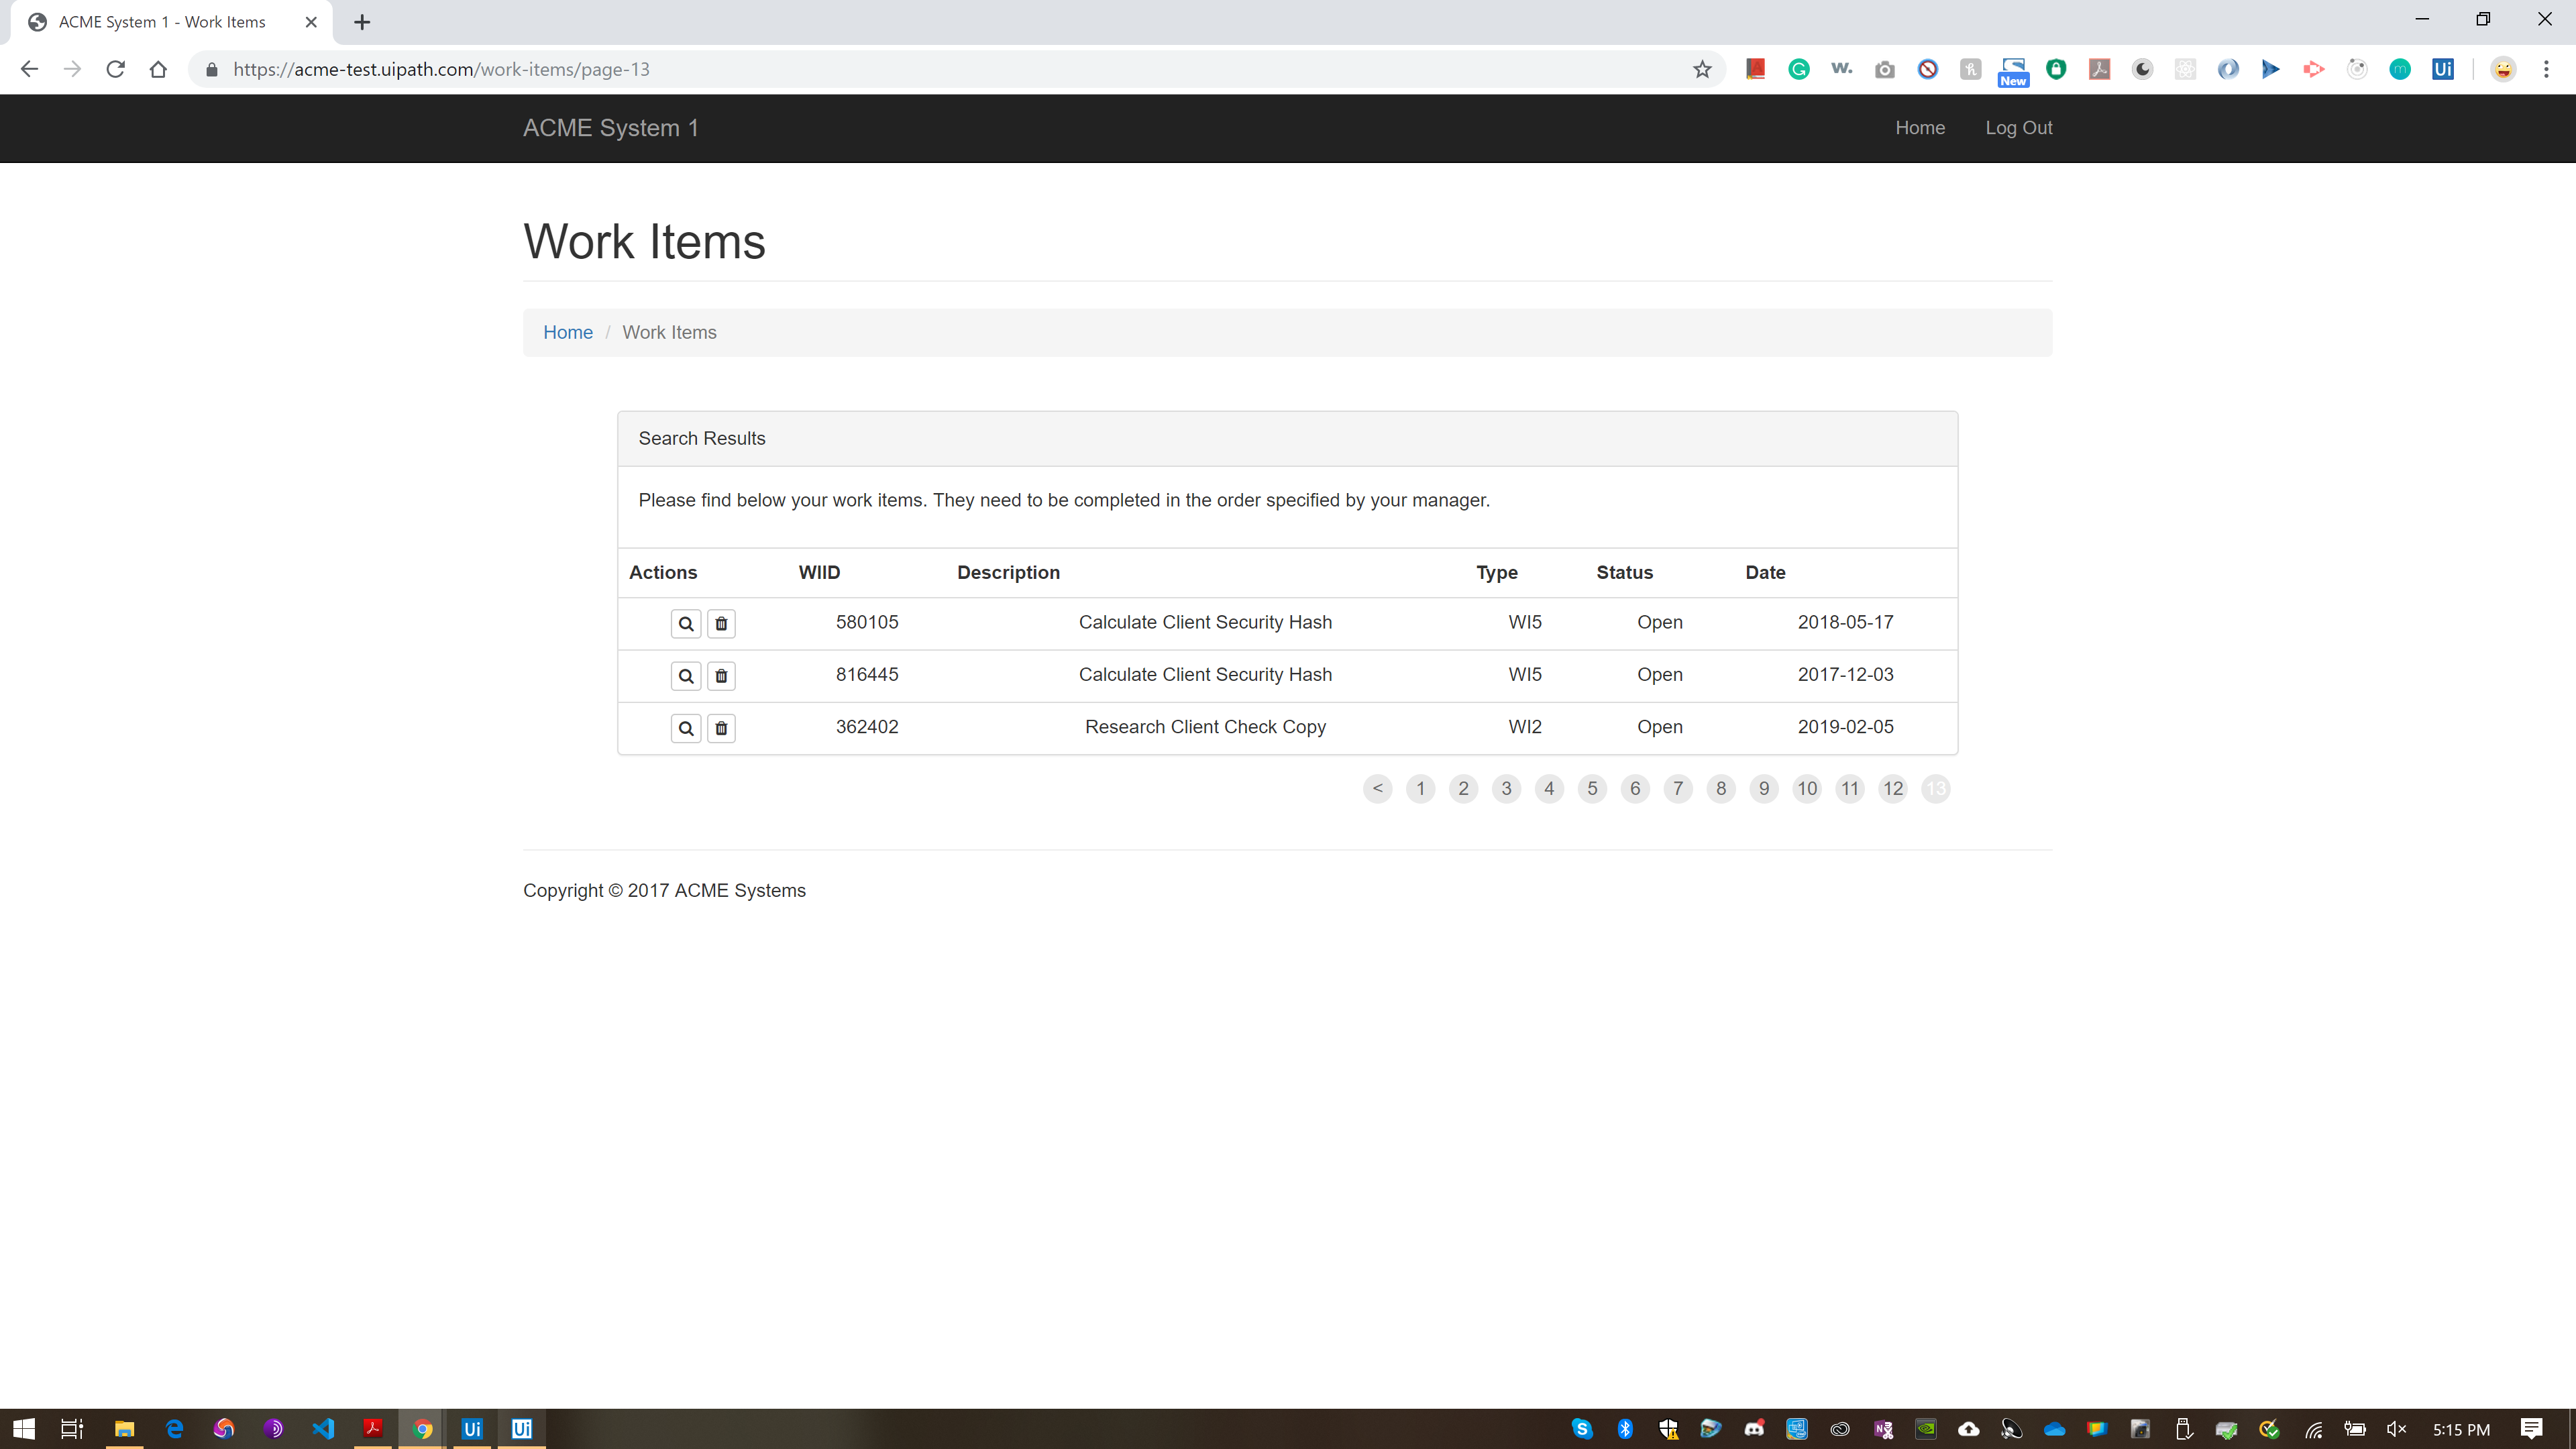 ACME System 1 - Work Items
https://acme-test.uipath.com/work-items/page-13
New
Ui
ACME System 1 Home Log Out
Work Items
Home / Work Items
Search Results
Please find below your work items. They need to be completed in the order specified by your manager.
Actions WIID Description Type Status Date
580105 Calculate Client Security Hash WI5 Open 2018-05-17
816445 Calculate Client Security Hash WI5 Open 2017-12-03
362402 Research Client Check Copy WI2 Open 2019-02-05
< 1 2 3 4 5 6 7 8 9 10 11 12 13
Copyright © 2017 ACME Systems
Ui Ui 5:15 PM